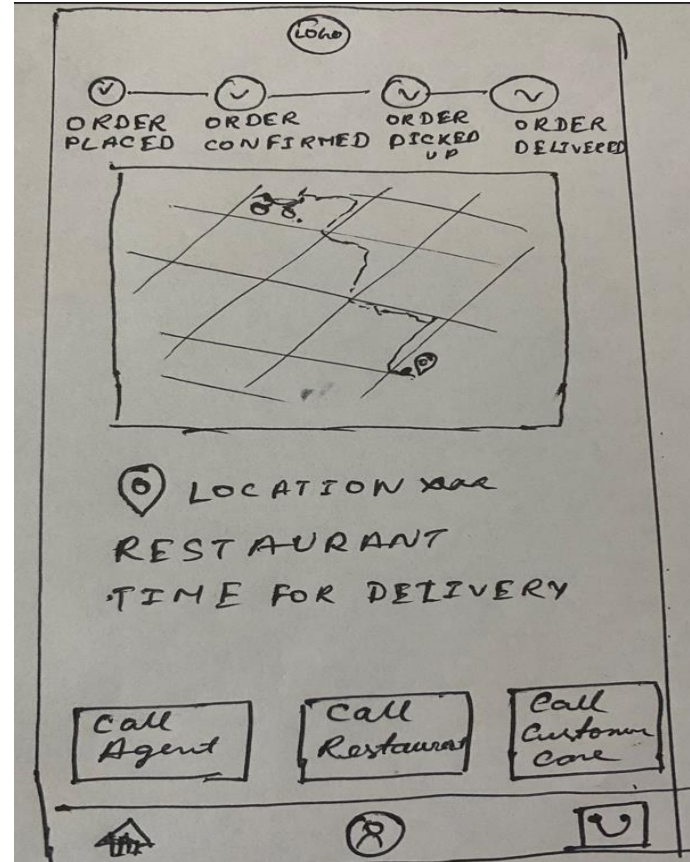 LOGO
ORDER PLACED
ORDER CONFIRMED
ORDER PICKED UP
ORDER DELIVERED
LOCATION
RESTAURANT
TIME FOR DELIVERY
Call Agent
Call Restaurant
Call Customer Care